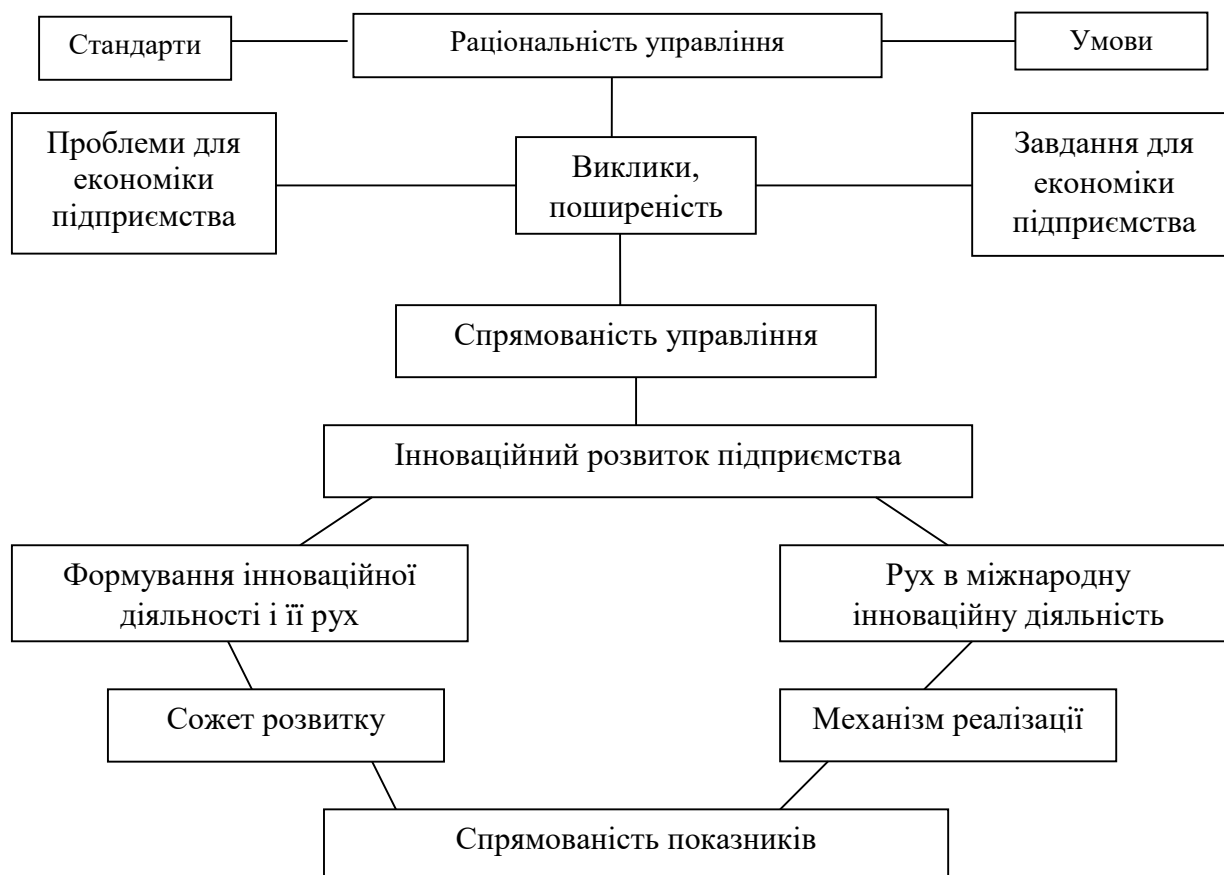 Стандарти
Раціональність управління
Умови
Проблеми для
економіки
підприємства
Виклики,
поширеність
Завдання для
економіки
підприємства
Спрямованість управління
Інноваційний розвиток підприємства
Формування інноваційної
діяльності і її рух
Рух в міжнародну
інноваційну діяльність
Сожет розвитку
Механізм реалізації
Спрямованість показників